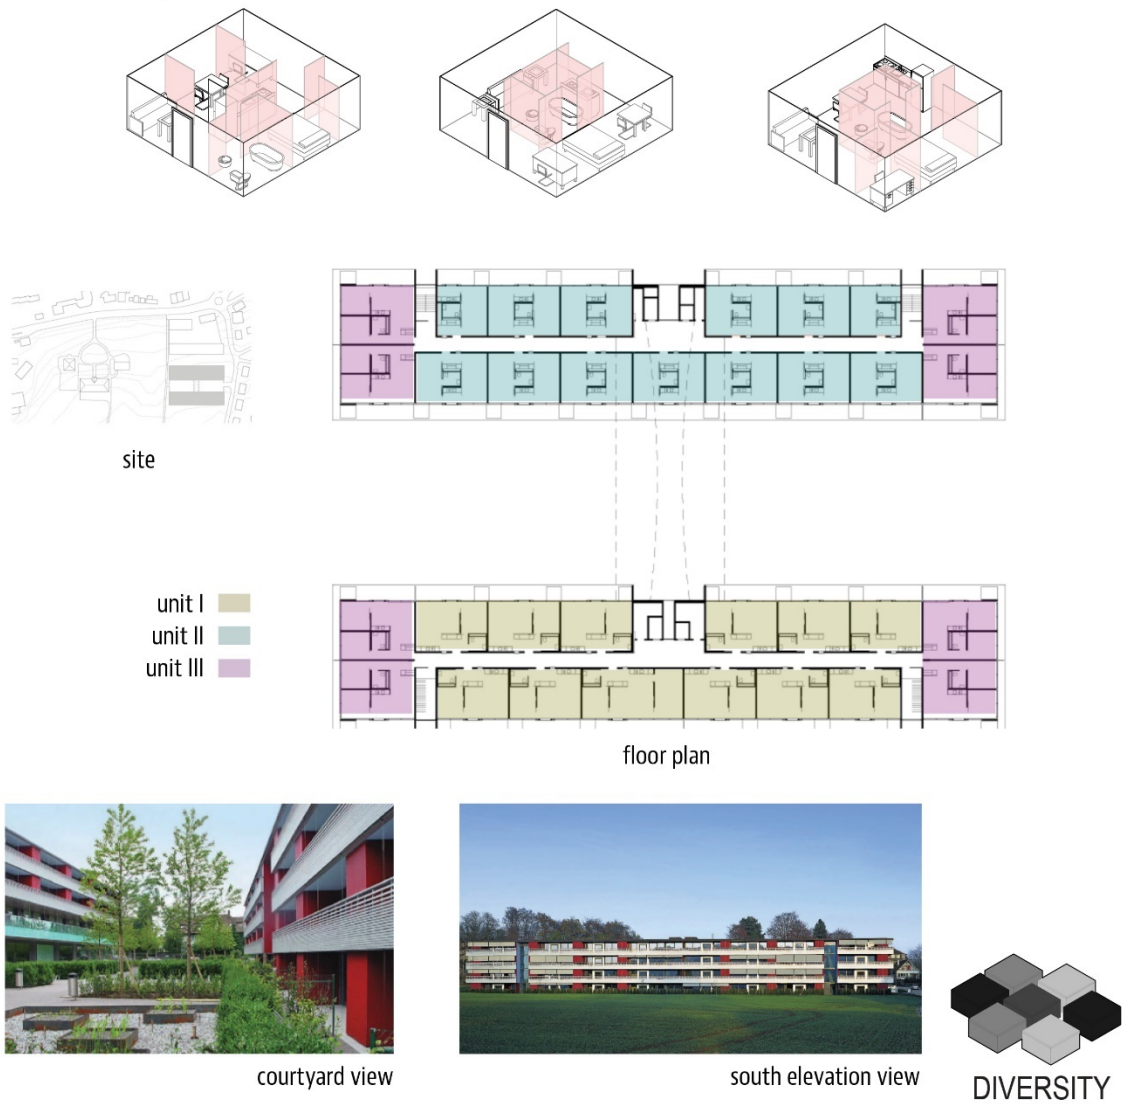 site
unit I
unit II
unit III
floor plan
courtyard view
south elevation view
DIVERSITY